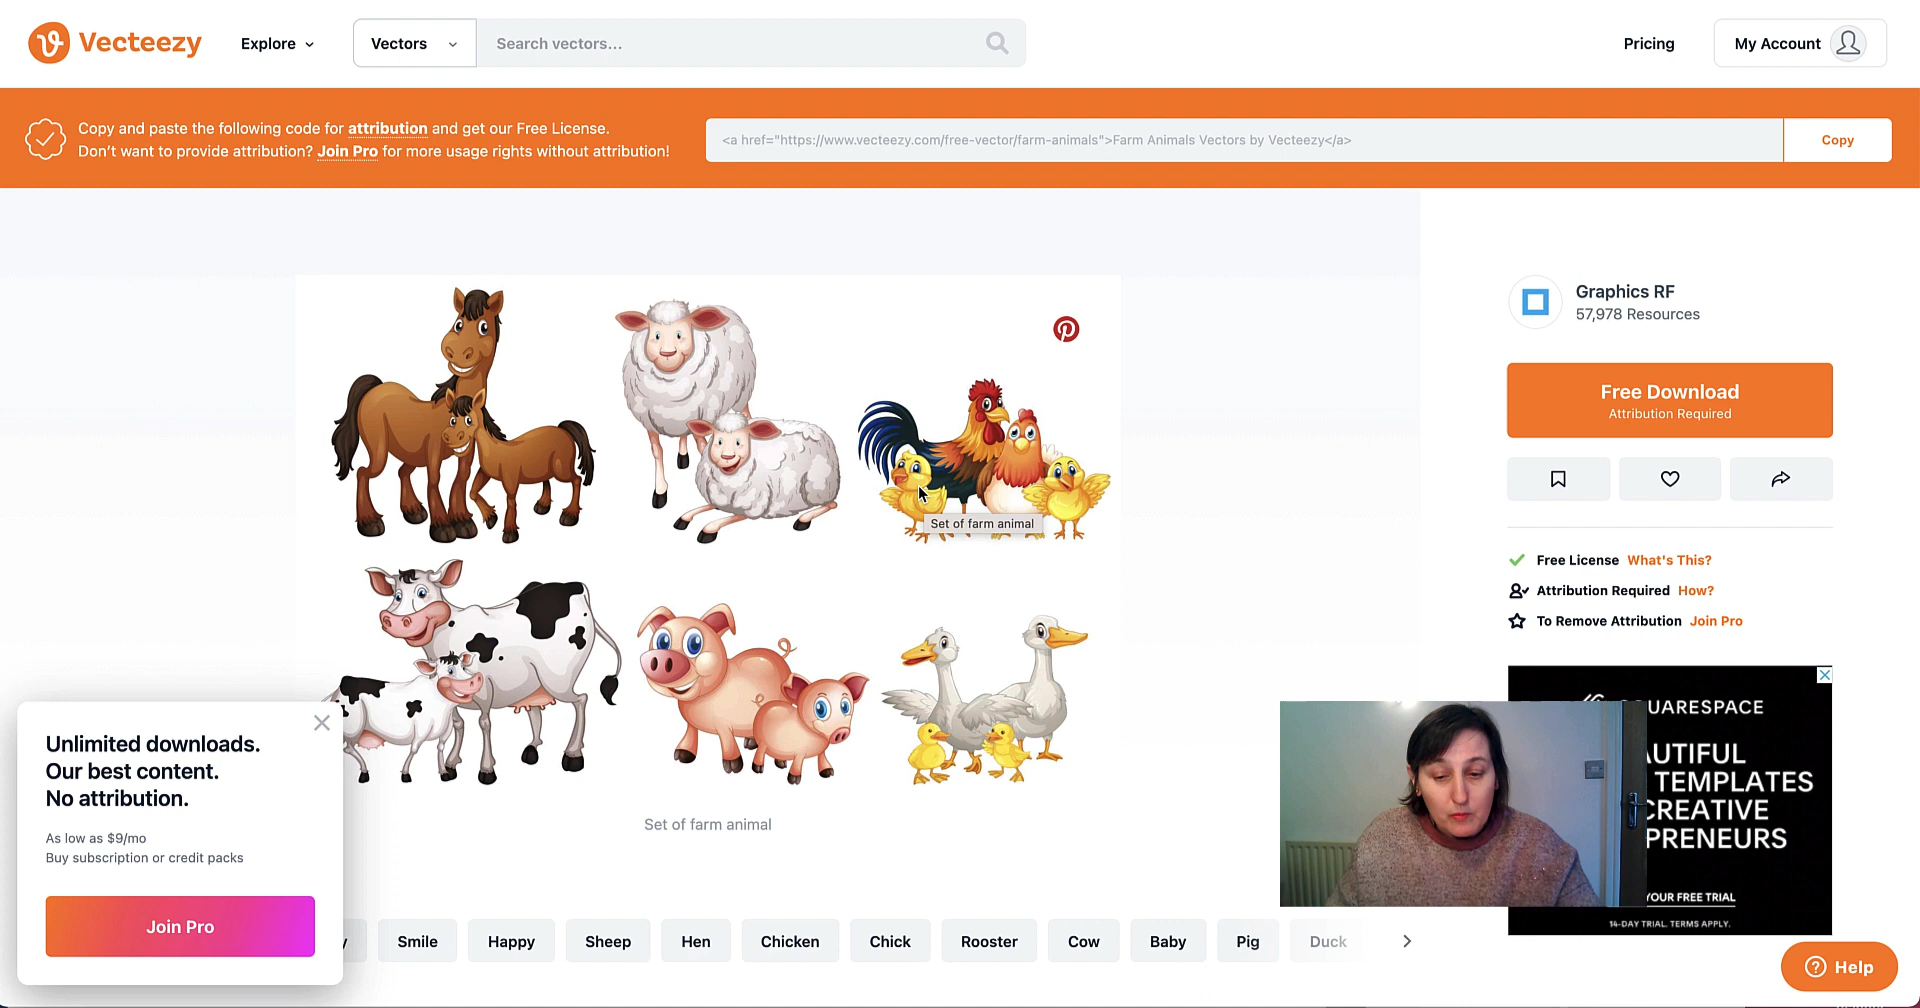 Vecteezy
Explore
Vectors
Search vectors...
Pricing
My Account
Copy and paste the following code for attribution and get our Free License.
Don't want to provide attribution? Join Pro for more usage rights without attribution!
<a href="https://www.vecteezy.com/free-vector/farm-animals">Farm Animals Vectors by Vecteezy</a>
Copy
Graphics RF
57,978 Resources
Free Download
Attribution Required
Set of farm animal
Free License What's This?
Attribution Required How?
To Remove Attribution Join Pro
UARESPACE
AUTIFUL
TEMPLATES
CREATIVE
PRENEURS
YOUR FREE TRIAL
14-DAY TRIAL. TERMS APPLY.
Unlimited downloads.
Our best content.
No attribution.
As low as $9/mo
Buy subscription or credit packs
Join Pro
Set of farm animal
y
Smile
Happy
Sheep
Hen
Chicken
Chick
Rooster
Cow
Baby
Pig
Duck
Help